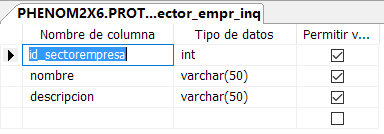 PHENOM2X6.PROT...ector_empr_inq
Nombre de columna Tipo de datos Permitir v...
id_sectorempresa int
nombre varchar(50)
descripcion varchar(50)